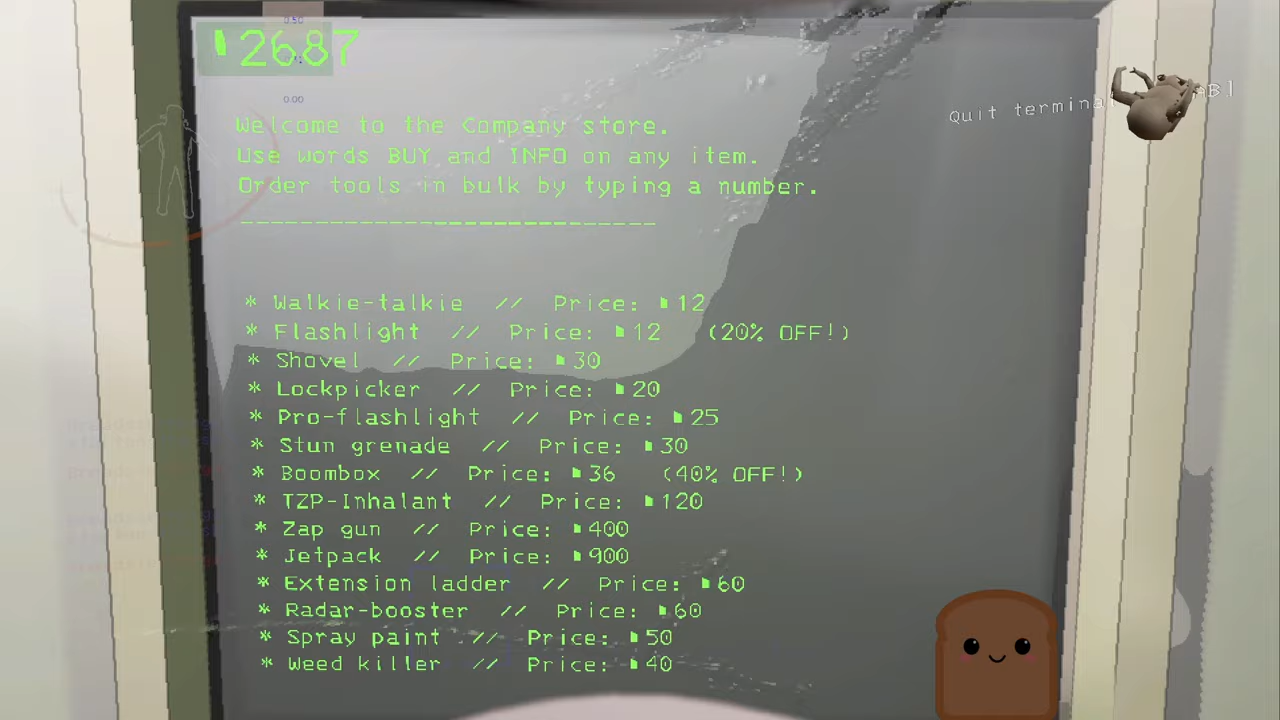 0.50
▮2687
0.00
Quit terminal
B]
Welcome to the Company store.
Use words BUY and INFO on any item.
Order tools in bulk by typing a number.
____________________________
* Walkie-talkie // Price: ▮12
* Flashlight // Price: ▮12 (20% OFF!)
* Shovel // Price: ▮30
* Lockpicker // Price: ▮20
* Pro-flashlight // Price: ▮25
* Stun grenade // Price: ▮30
* Boombox // Price: ▮36 (40% OFF!)
* TZP-Inhalant // Price: ▮120
* Zap gun // Price: ▮400
* Jetpack // Price: ▮900
* Extension ladder // Price: ▮60
* Radar-booster // Price: ▮60
* Spray paint // Price: ▮50
* Weed killer // Price: ▮40